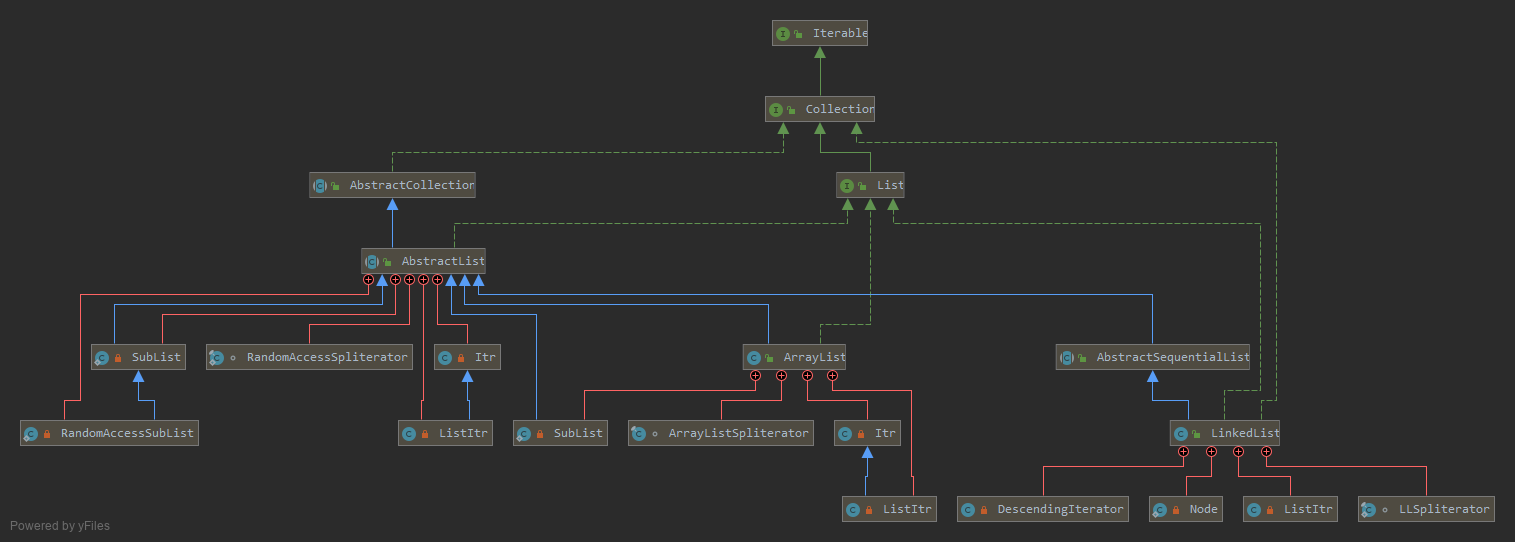 Iterable
Collection
AbstractCollection
List
AbstractList
SubList
RandomAccessSpliterator
Itr
ArrayList
AbstractSequentialList
RandomAccessSubList
ListItr
SubList
ArrayListSpliterator
Itr
LinkedList
ListItr
DescendingIterator
Node
ListItr
LLSpliterator
Powered by yFiles